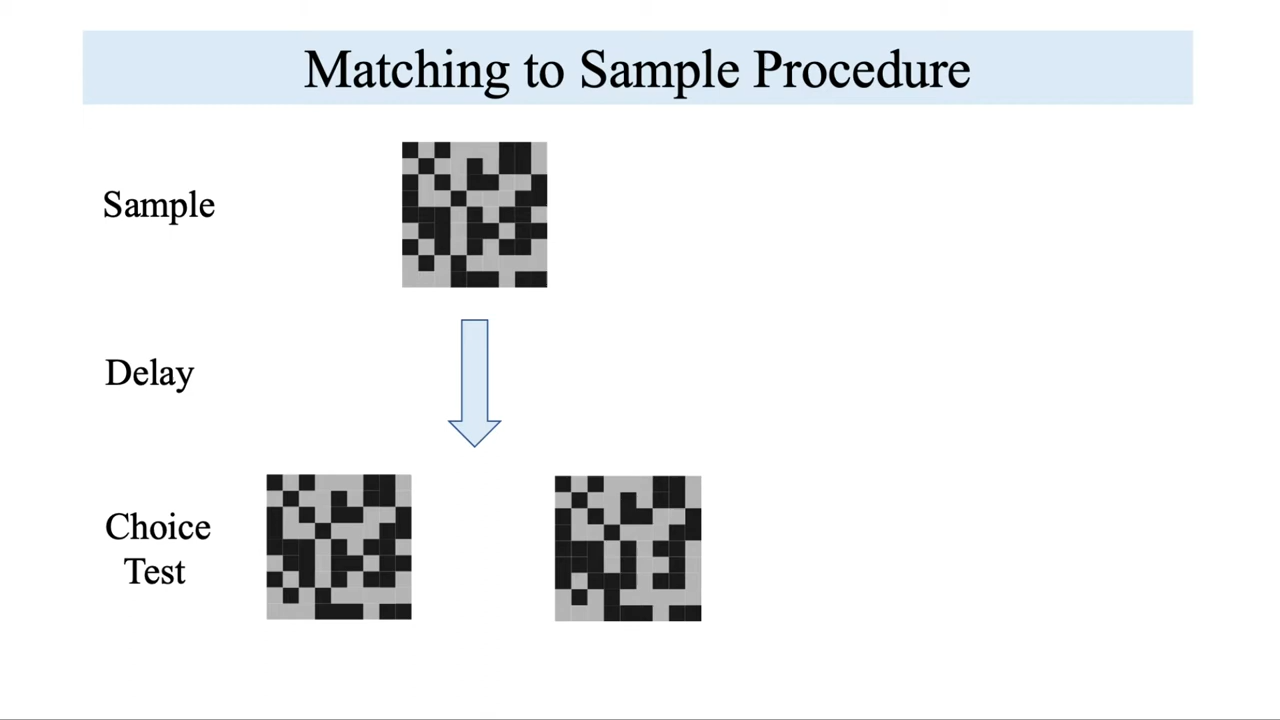 Matching to Sample Procedure
Sample
Delay
Choice
Test